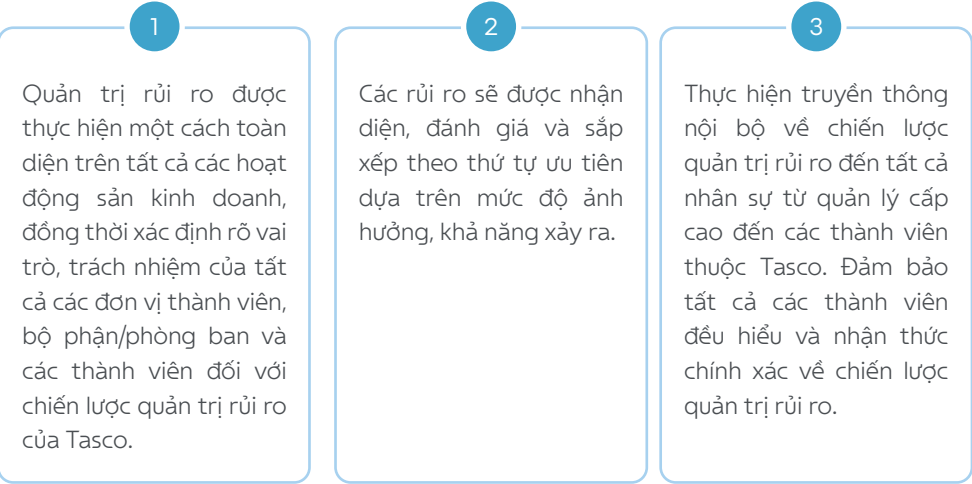 1
Quản trị rủi ro được
thực hiện một cách toàn
diện trên tất cả các hoạt
động sản kinh doanh,
đồng thời xác định rõ vai
trò, trách nhiệm của tất
cả các đơn vị thành viên,
bộ phận/phòng ban và
các thành viên đối với
chiến lược quản trị rủi ro
của Tasco.
2
Các rủi ro sẽ được nhận
diện, đánh giá và sắp
xếp theo thứ tự ưu tiên
dựa trên mức độ ảnh
hưởng, khả năng xảy ra.
3
Thực hiện truyền thông
nội bộ về chiến lược
quản trị rủi ro đến tất cả
nhân sự từ quản lý cấp
cao đến các thành viên
thuộc Tasco. Đảm bảo
tất cả các thành viên
đều hiểu và nhận thức
chính xác về chiến lược
quản trị rủi ro.